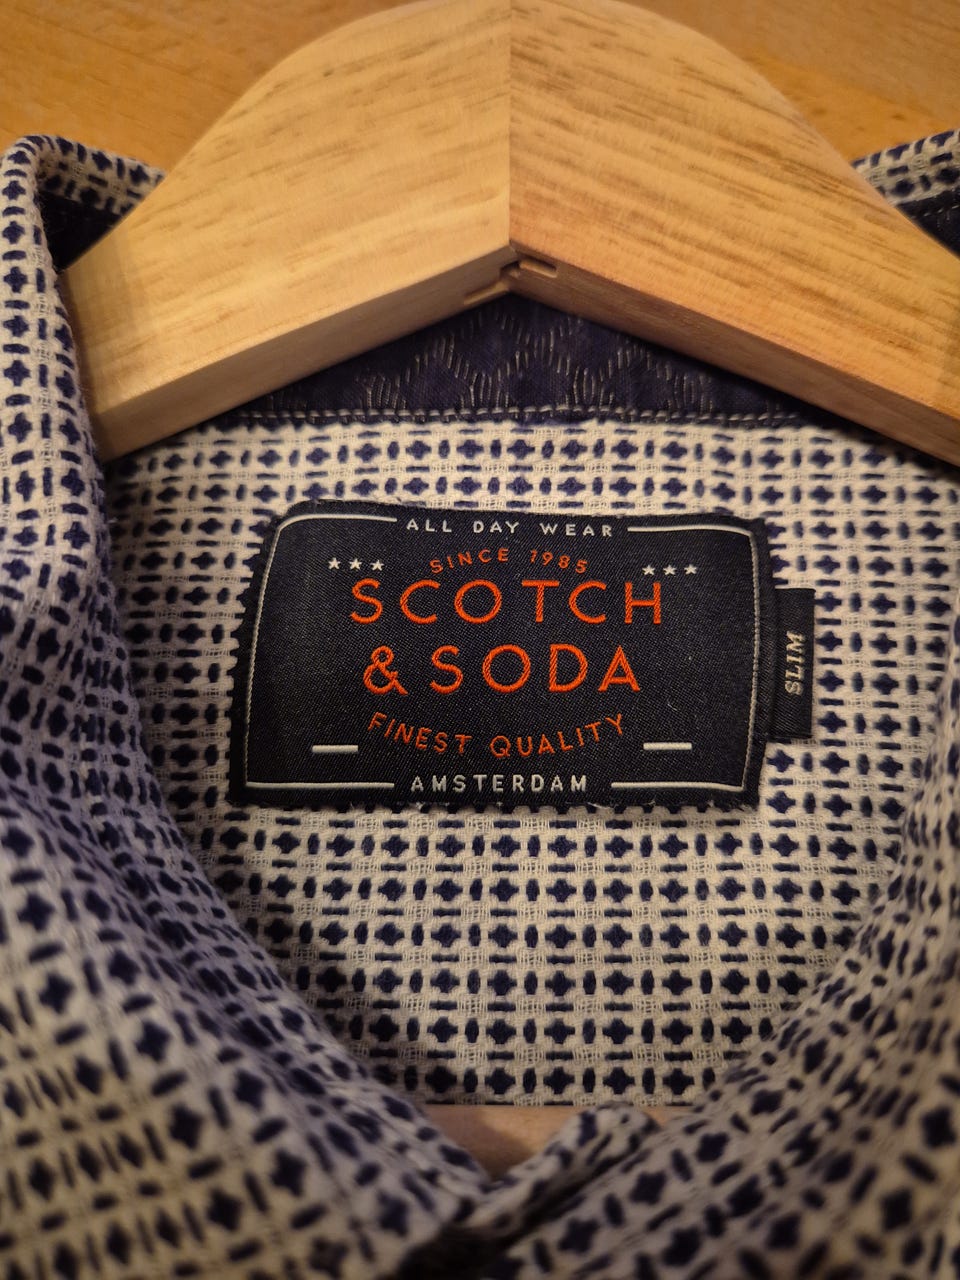 ALL DAY WEAR
SINCE 1985
SCOTCH
& SODA
FINEST QUALITY
AMSTERDAM
SLIM